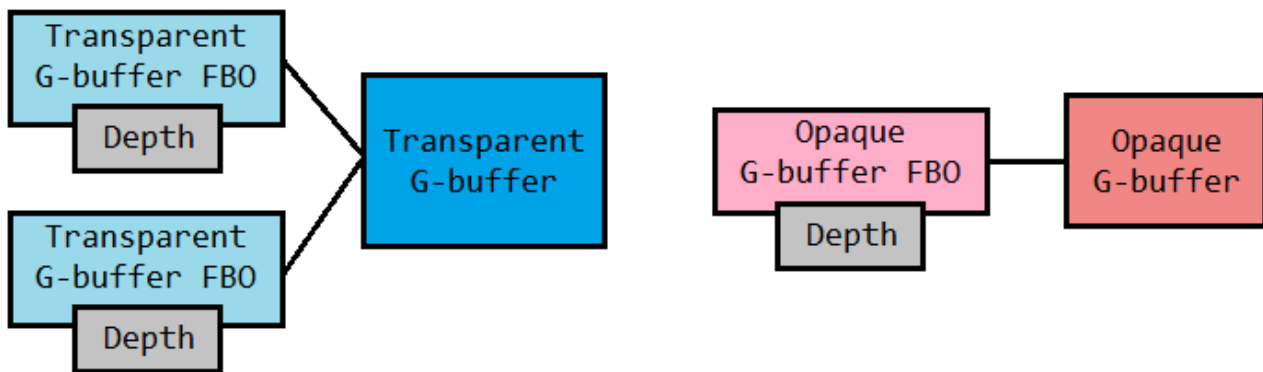 Transparent
G-buffer FBO
Depth
Transparent
G-buffer FBO
Depth
Transparent
G-buffer
Opaque
G-buffer FBO
Depth
Opaque
G-buffer